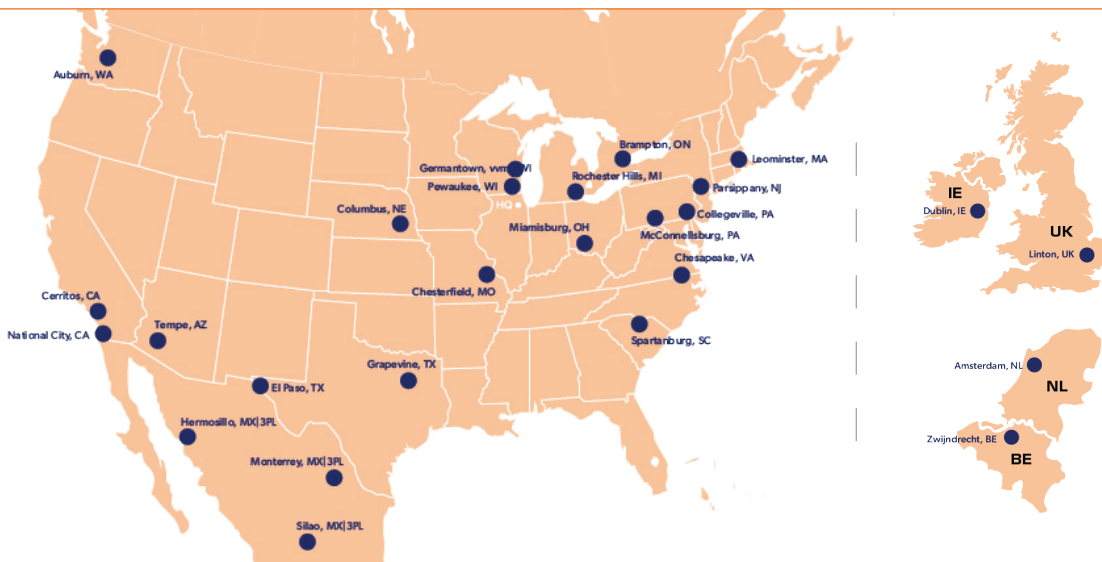 Auburn, WA
Brampton, ON
Leominster, MA
Germantown, WI
Rochester Hills, MI
Pewaukee, WI
Parsippany, NJ
HQ
Columbus, NE
Collegeville, PA
Miamisburg, OH
McConnellsburg, PA
Chesapeake, VA
Chesterfield, MO
Cerritos, CA
Tempe, AZ
National City, CA
Spartanburg, SC
Grapevine, TX
El Paso, TX
Hermosillo, MX|3PL
Monterrey, MX|3PL
Silao, MX|3PL
IE
Dublin, IE
UK
Linton, UK
Amsterdam, NL
NL
Zwijndrecht, BE
BE